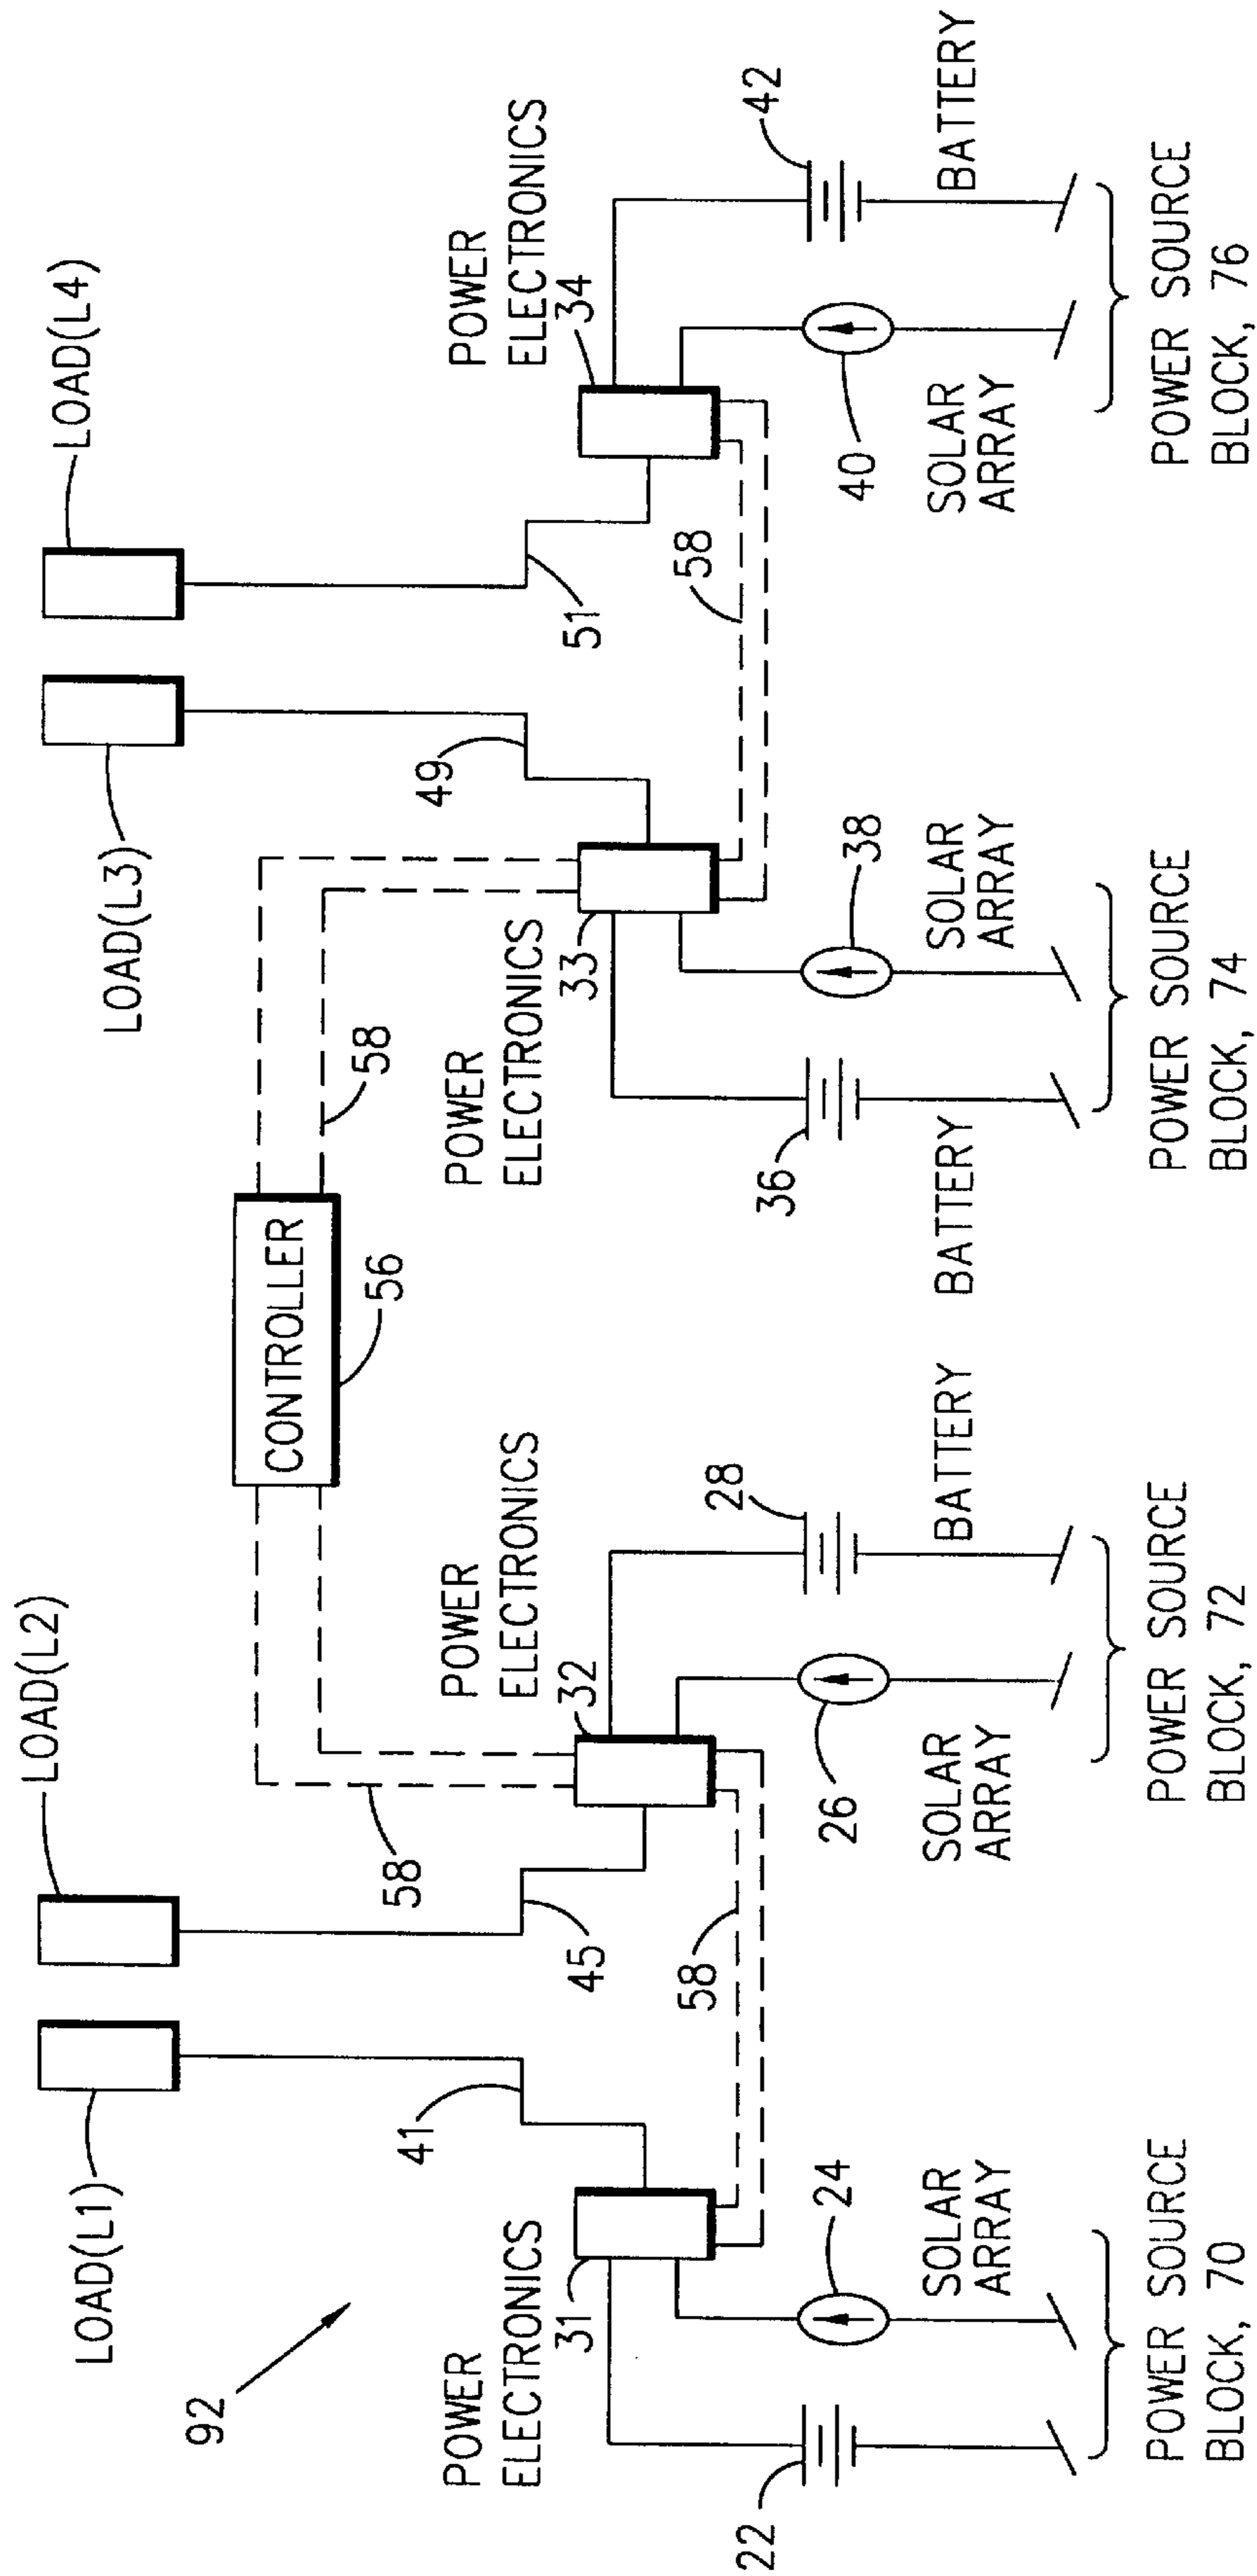 LOAD(L1)
LOAD(L2)
LOAD(L3)
LOAD(L4)
92
CONTROLLER
56
58
58
41
45
49
51
POWER
ELECTRONICS
31
POWER
ELECTRONICS
32
POWER
ELECTRONICS
33
POWER
ELECTRONICS
34
58
58
22
24
26
28
36
38
40
42
SOLAR
ARRAY
SOLAR
ARRAY
BATTERY
BATTERY
SOLAR
ARRAY
SOLAR
ARRAY
BATTERY
POWER SOURCE
BLOCK, 70
POWER SOURCE
BLOCK, 72
POWER SOURCE
BLOCK, 74
POWER SOURCE
BLOCK, 76